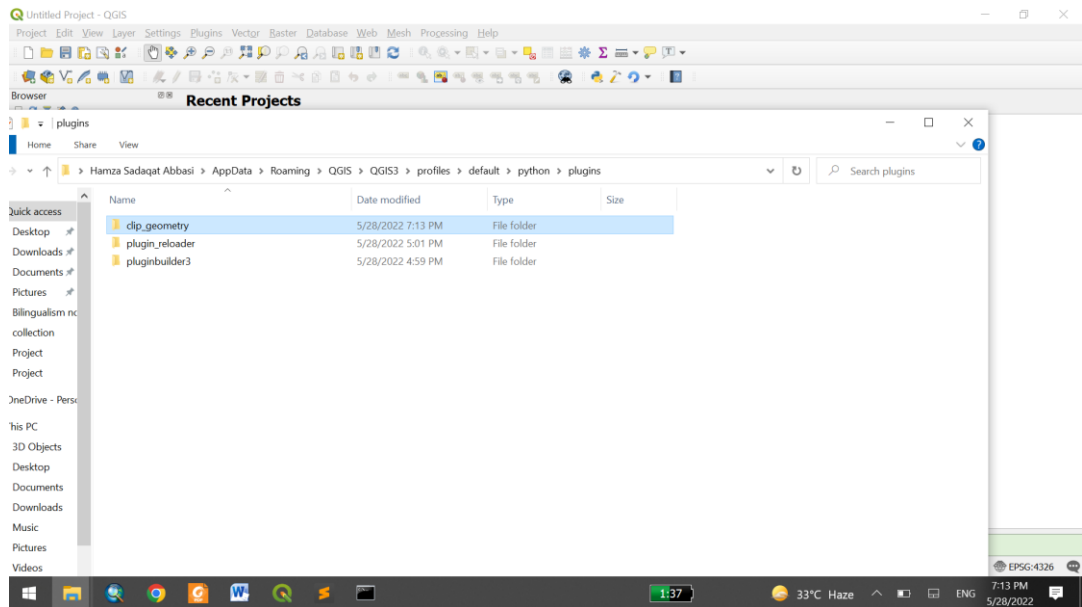 Untitled Project - QGIS
Project Edit View Layer Settings Plugins Vector Raster Database Web Mesh Processing Help
Browser
Recent Projects
plugins
Home Share View
> Hamza Sadaqat Abbasi > AppData > Roaming > QGIS > QGIS3 > profiles > default > python > plugins
Search plugins
Name Date modified Type Size
Quick access
clip_geometry 5/28/2022 7:13 PM File folder
Desktop
plugin_reloader 5/28/2022 5:01 PM File folder
Downloads
pluginbuilder3 5/28/2022 4:59 PM File folder
Documents
Pictures
Bilingualism nc
collection
Project
Project
OneDrive - Perso
This PC
3D Objects
Desktop
Documents
Downloads
Music
Pictures
Videos
EPSG:4326
1:37
33°C Haze
ENG
7:13 PM
5/28/2022